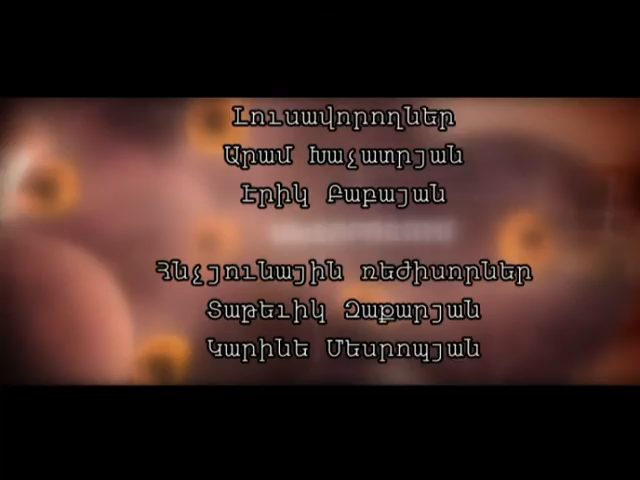 Լուսավորողներ
Արամ Խաչատրյան
Էրիկ Բաբայան
Հնչյունային ռեժիսորներ
Տաթեւիկ Զաքարյան
Կարինե Մեսրոպյան